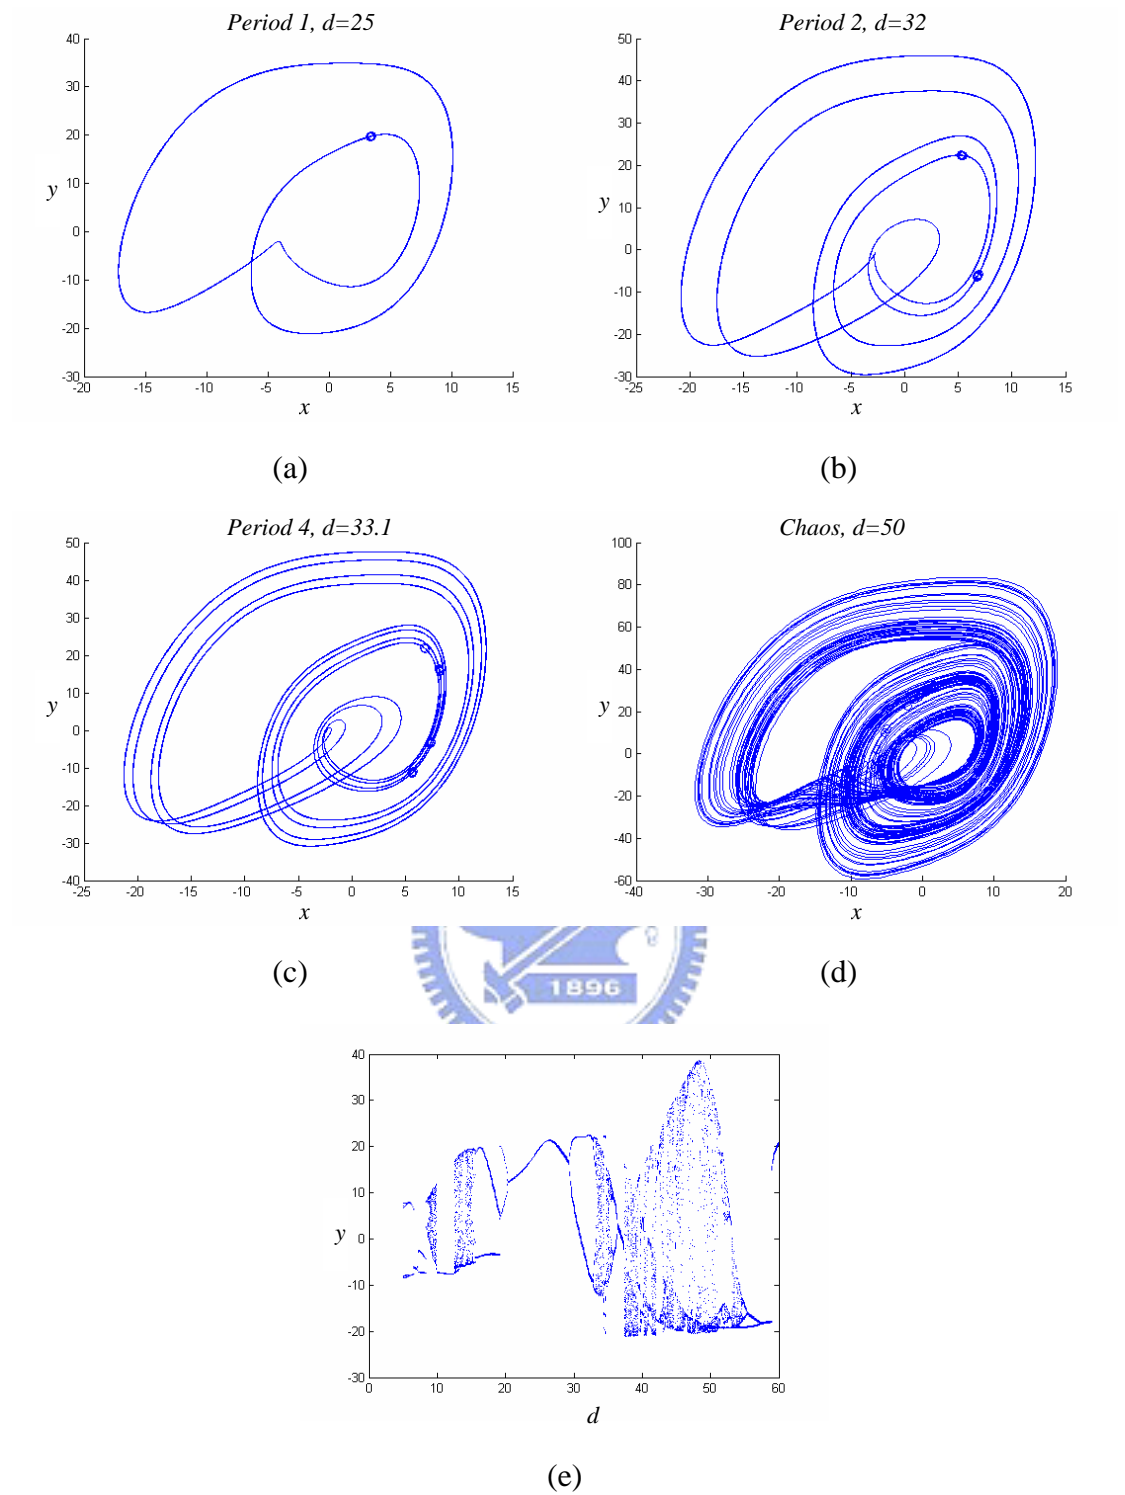 Period 1, d=25
Period 2, d=32
40
30
20
10
0
-10
-20
-30
y
-20 -15 -10 -5 0 5 10 15
x
50
40
30
20
10
0
-10
-20
-30
y
-20 -15 -10 -5 0 5 10 15
-25
x
(a)
(b)
Period 4, d=33.1
Chaos, d=50
50
40
30
20
10
0
-10
-20
-30
-40
y
-25 -20 -15 -10 -5 0 5 10 15
x
100
80
60
40
20
0
-20
-40
-60
y
-40 -30 -20 -10 0 10 20
x
(c)
(d)
1896
40
30
20
10
0
-10
-20
-30
y
0 10 20 30 40 50 60
d
(e)